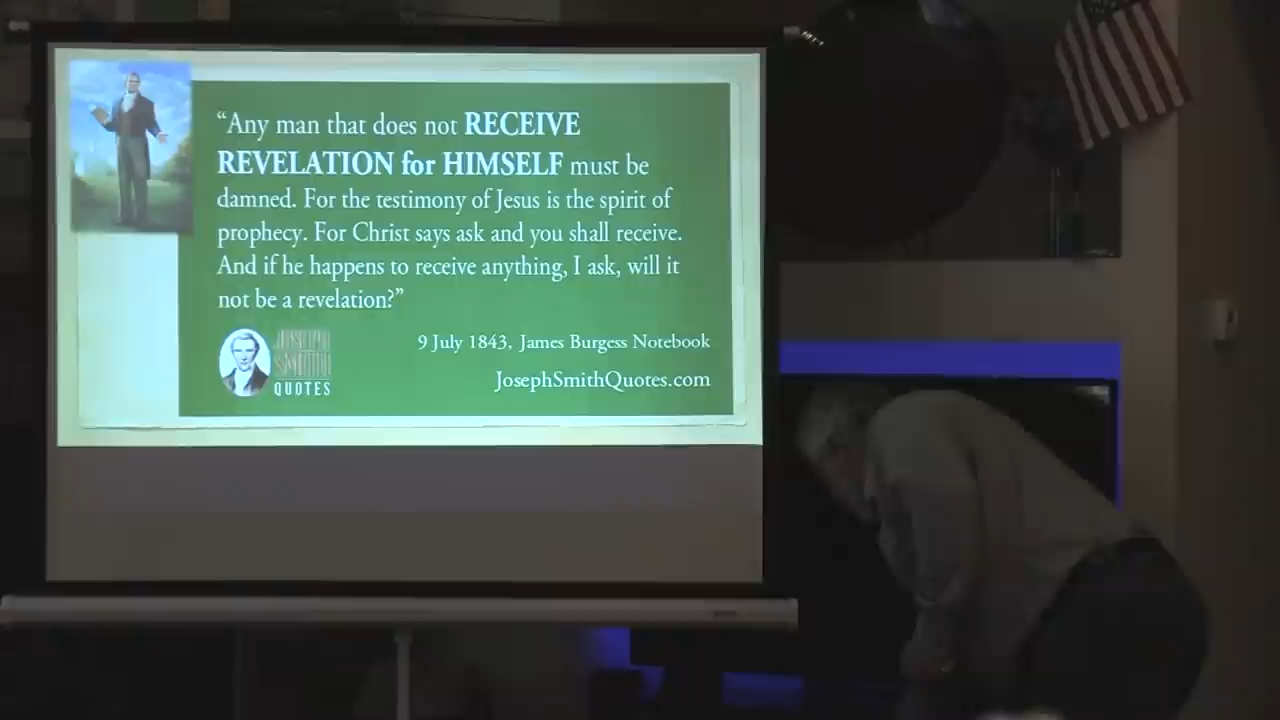 “Any man that does not RECEIVE
REVELATION for HIMSELF must be
damned. For the testimony of Jesus is the spirit of
prophecy. For Christ says ask and you shall receive.
And if he happens to receive anything, I ask, will it
not be a revelation?”
9 July 1843, James Burgess Notebook
JOSEPH
SMITH
QUOTES
JosephSmithQuotes.com